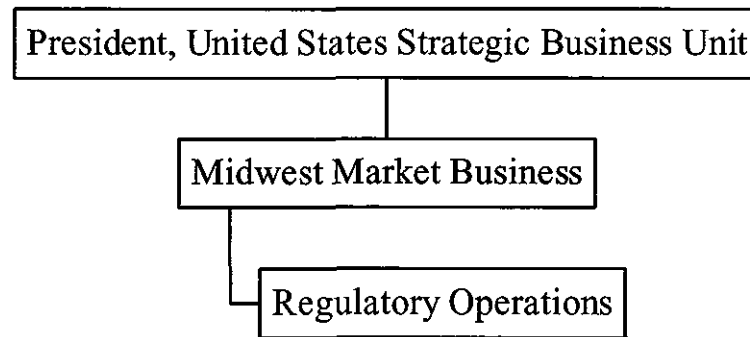 President, United States Strategic Business Unit
Midwest Market Business
Regulatory Operations